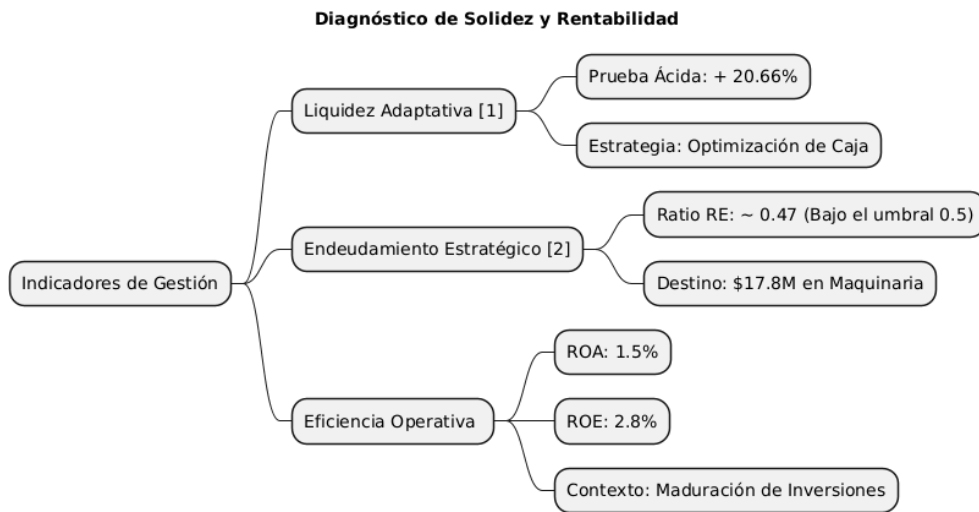 Diagnóstico de Solidez y Rentabilidad
Indicadores de Gestión
Liquidez Adaptativa [1]
Prueba Ácida: + 20.66%
Estrategia: Optimización de Caja
Endeudamiento Estratégico [2]
Ratio RE: ~ 0.47 (Bajo el umbral 0.5)
Destino: $17.8M en Maquinaria
Eficiencia Operativa
ROA: 1.5%
ROE: 2.8%
Contexto: Maduración de Inversiones